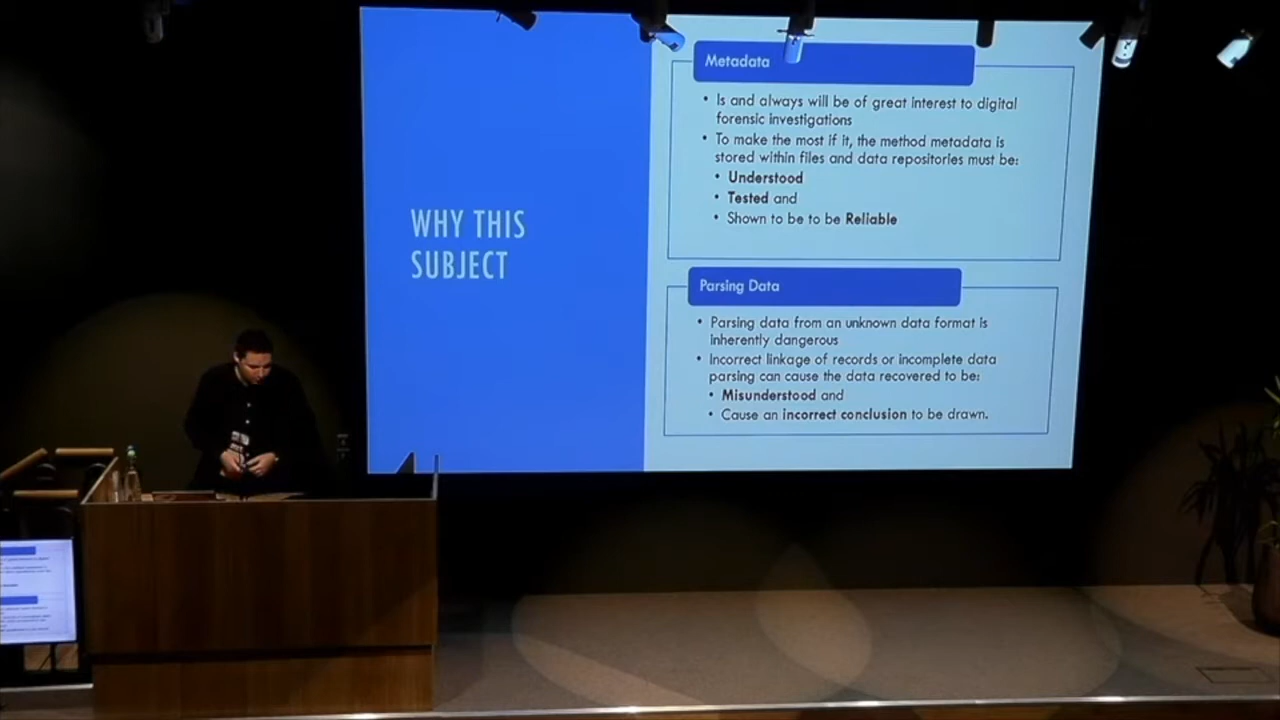 WHY THIS
SUBJECT
Metadata
• Is and always will be of great interest to digital
forensic investigations
• To make the most if it, the method metadata is
stored within files and data repositories must be:
• Understood
• Tested and
• Shown to be to be Reliable
Parsing Data
• Parsing data from an unknown data format is
inherently dangerous
• Incorrect linkage of records or incomplete data
parsing can cause the data recovered to be:
• Misunderstood and
• Cause an incorrect conclusion to be drawn.